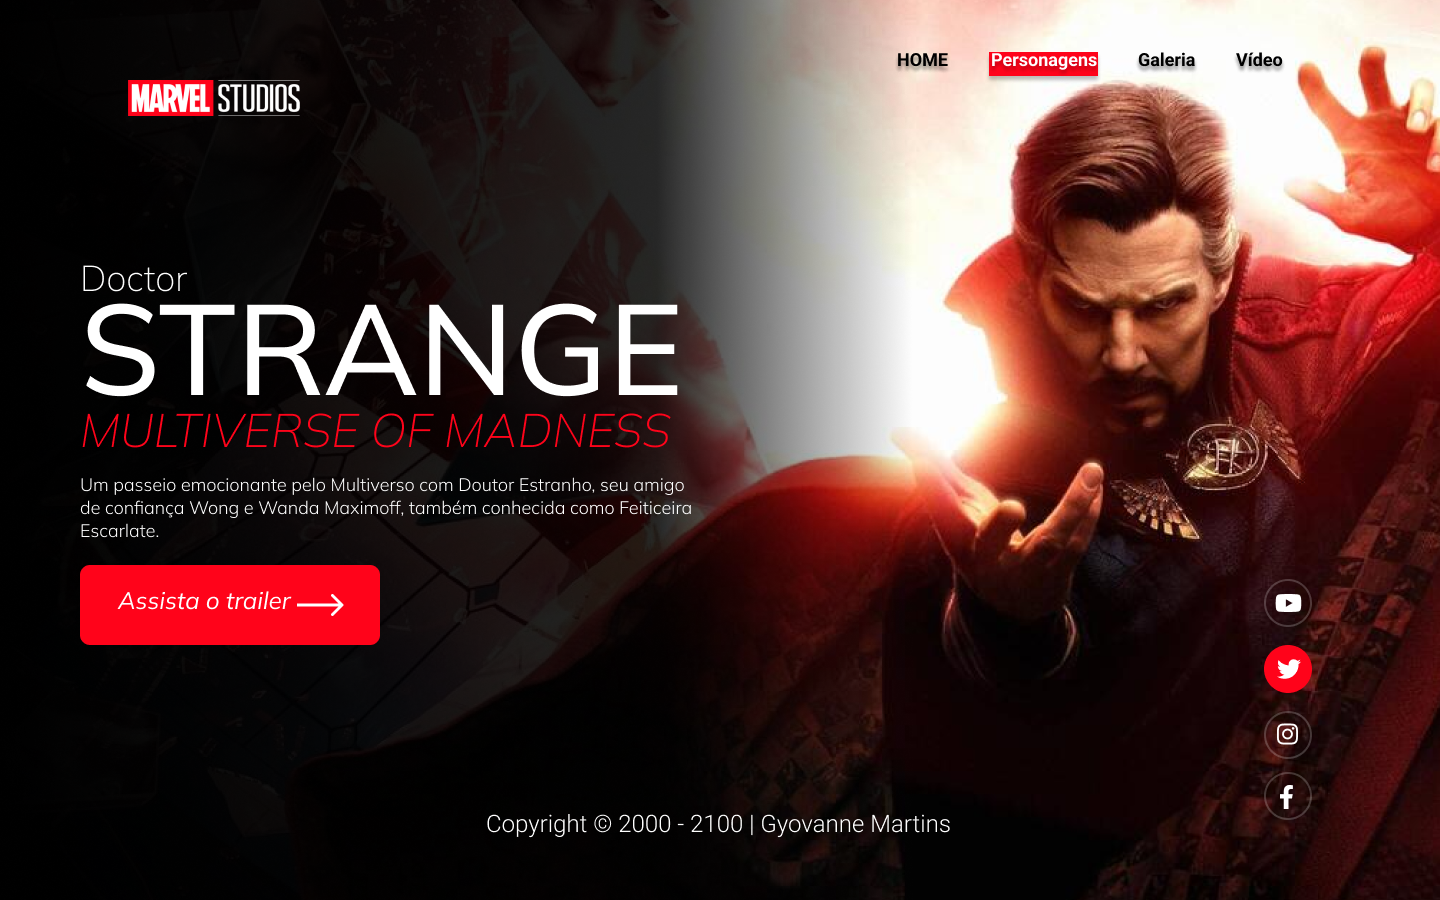 HOME Personagens Galeria Vídeo
MARVEL STUDIOS
Doctor
STRANGE
MULTIVERSE OF MADNESS
Um passeio emocionante pelo Multiverso com Doutor Estranho, seu amigo
de confiança Wong e Wanda Maximoff, também conhecida como Feiticeira
Escarlate.
Assista o trailer
Copyright © 2000 - 2100 | Gyovanne Martins